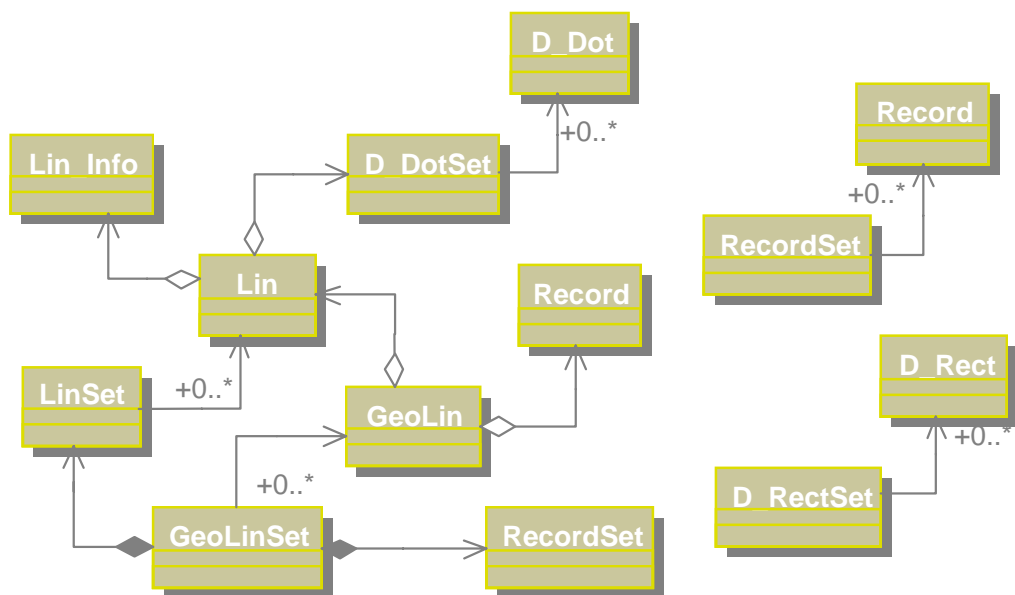 D_Dot
+0..*
Record
Lin_Info
D_DotSet
+0..*
RecordSet
Lin
Record
D_Rect
LinSet
+0..*
GeoLin
+0..*
D_RectSet
+0..*
GeoLinSet
RecordSet